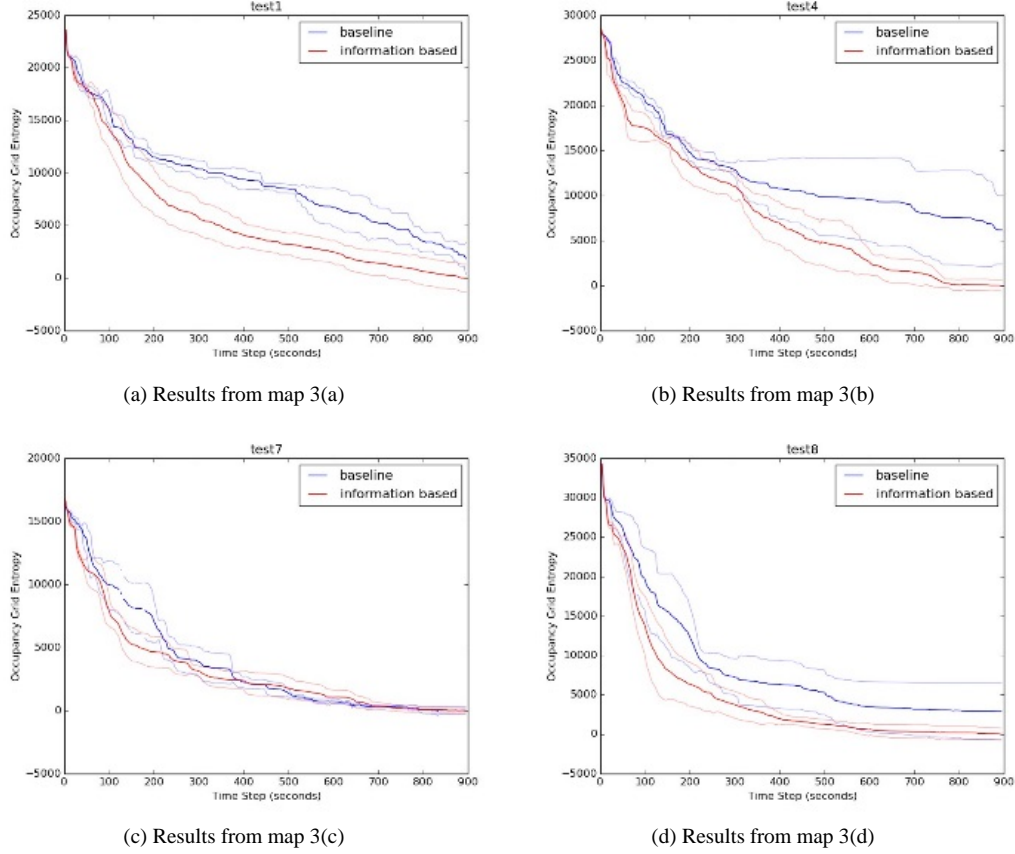 test1
25000
20000
15000
10000
5000
0
−5000
Occupancy Grid Entropy
0 100 200 300 400 500 600 700 800 900
Time Step (seconds)
baseline
information based
(a) Results from map 3(a)
test4
30000
25000
20000
15000
10000
5000
0
−5000
Occupancy Grid Entropy
0 100 200 300 400 500 600 700 800 900
Time Step (seconds)
baseline
information based
(b) Results from map 3(b)
test7
20000
15000
10000
5000
0
−5000
Occupancy Grid Entropy
0 100 200 300 400 500 600 700 800 900
Time Step (seconds)
baseline
information based
(c) Results from map 3(c)
test8
35000
30000
25000
20000
15000
10000
5000
0
−5000
Occupancy Grid Entropy
0 100 200 300 400 500 600 700 800 900
Time Step (seconds)
baseline
information based
(d) Results from map 3(d)